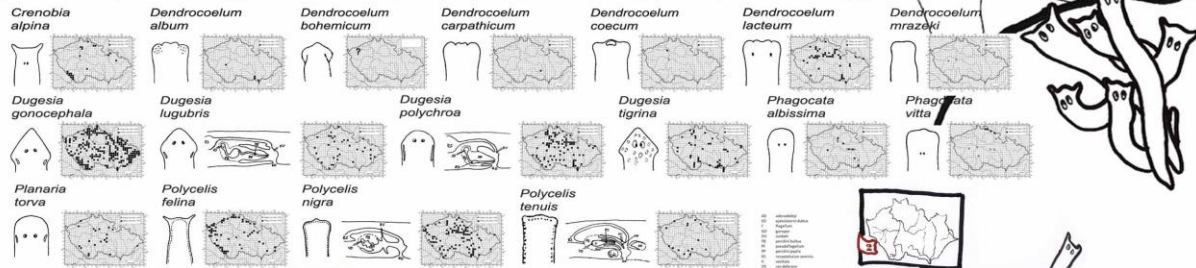 Crenobia
alpina
Dendrocoelum
album
Dendrocoelum
bohemicum
Dendrocoelum
carpathicum
Dendrocoelum
coecum
Dendrocoelum
lacteum
Dendrocoelum
mrazeki
Dugesia
gonocephala
Dugesia
lugubris
Dugesia
polychroa
Dugesia
tigrina
Phagocata
albissima
Phagocata
vitta
Planaria
torva
Polycelis
felina
Polycelis
nigra
Polycelis
tenuis